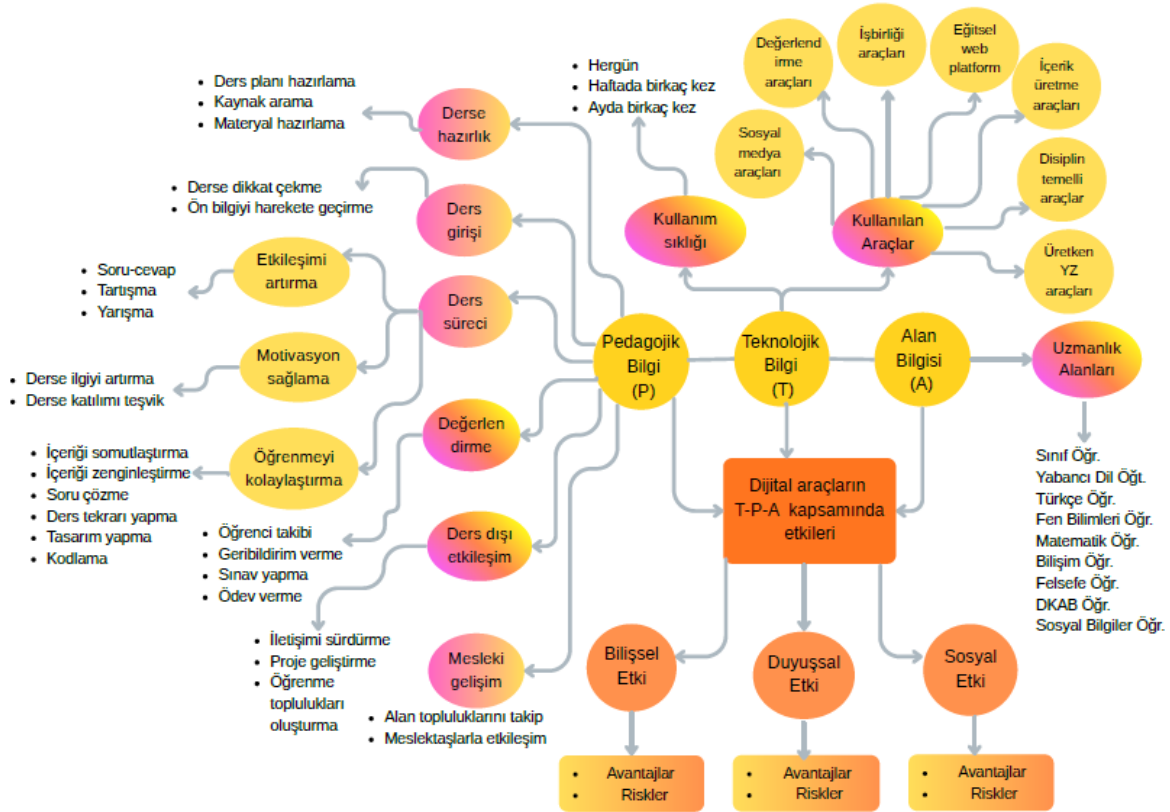 Değerlend
irme
araçları
İşbirliği
araçları
Eğitsel
web
platform
İçerik
üretme
araçları
Disiplin
temelli
araçlar
Üretken
YZ
araçları
Sosyal
medya
araçları
• Hergün
• Haftada birkaç kez
• Ayda birkaç kez
Kullanım
sıklığı
Kullanılan
Araçlar
• Ders planı hazırlama
• Kaynak arama
• Materyal hazırlama
Derse
hazırlık
• Derse dikkat çekme
• Ön bilgiyi harekete geçirme
Ders
girişi
• Soru-cevap
• Tartışma
• Yarışma
Etkileşimi
artırma
Ders
süreci
• Derse ilgiyi artırma
• Derse katılımı teşvik
Motivasyon
sağlama
• İçeriği somutlaştırma
• İçeriği zenginleştirme
• Soru çözme
• Ders tekrarı yapma
• Tasarım yapma
• Kodlama
Öğrenmeyi
kolaylaştırma
Pedagojik
Bilgi
(P)
Teknolojik
Bilgi
(T)
Alan
Bilgisi
(A)
Uzmanlık
Alanları
Değerlen
dirme
• Öğrenci takibi
• Geribildirim verme
• Sınav yapma
• Ödev verme
Ders dışı
etkileşim
• İletişimi sürdürme
• Proje geliştirme
• Öğrenme
toplulukları
oluşturma
Mesleki
gelişim
• Alan topluluklarını takip
• Meslektaşlarla etkileşim
Sınıf Öğr.
Yabancı Dil Öğt.
Türkçe Öğr.
Fen Bilimleri Öğr.
Matematik Öğr.
Bilişim Öğr.
Felsefe Öğr.
DKAB Öğr.
Sosyal Bilgiler Öğr.
Dijital araçların
T-P-A kapsamında
etkileri
Bilişsel
Etki
Duyuşsal
Etki
Sosyal
Etki
• Avantajlar
• Riskler
• Avantajlar
• Riskler
• Avantajlar
• Riskler